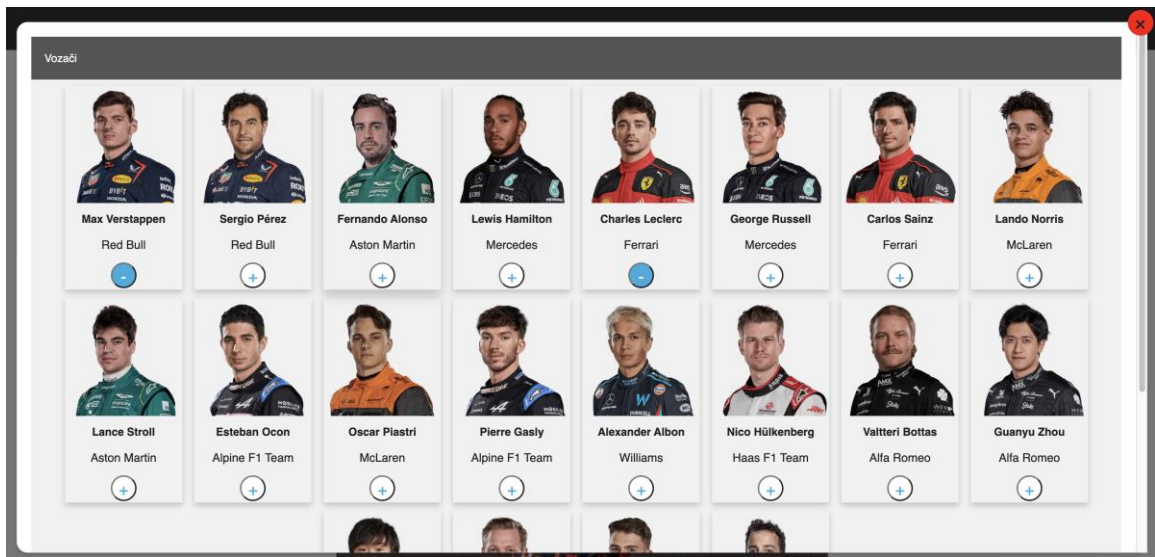 Vozači
Max Verstappen
Red Bull
-
Sergio Pérez
Red Bull
+
Fernando Alonso
Aston Martin
+
Lewis Hamilton
Mercedes
+
Charles Leclerc
Ferrari
-
George Russell
Mercedes
+
Carlos Sainz
Ferrari
+
Lando Norris
McLaren
+
Lance Stroll
Aston Martin
+
Esteban Ocon
Alpine F1 Team
+
Oscar Piastri
McLaren
+
Pierre Gasly
Alpine F1 Team
+
Alexander Albon
Williams
+
Nico Hülkenberg
Haas F1 Team
+
Valtteri Bottas
Alfa Romeo
+
Guanyu Zhou
Alfa Romeo
+